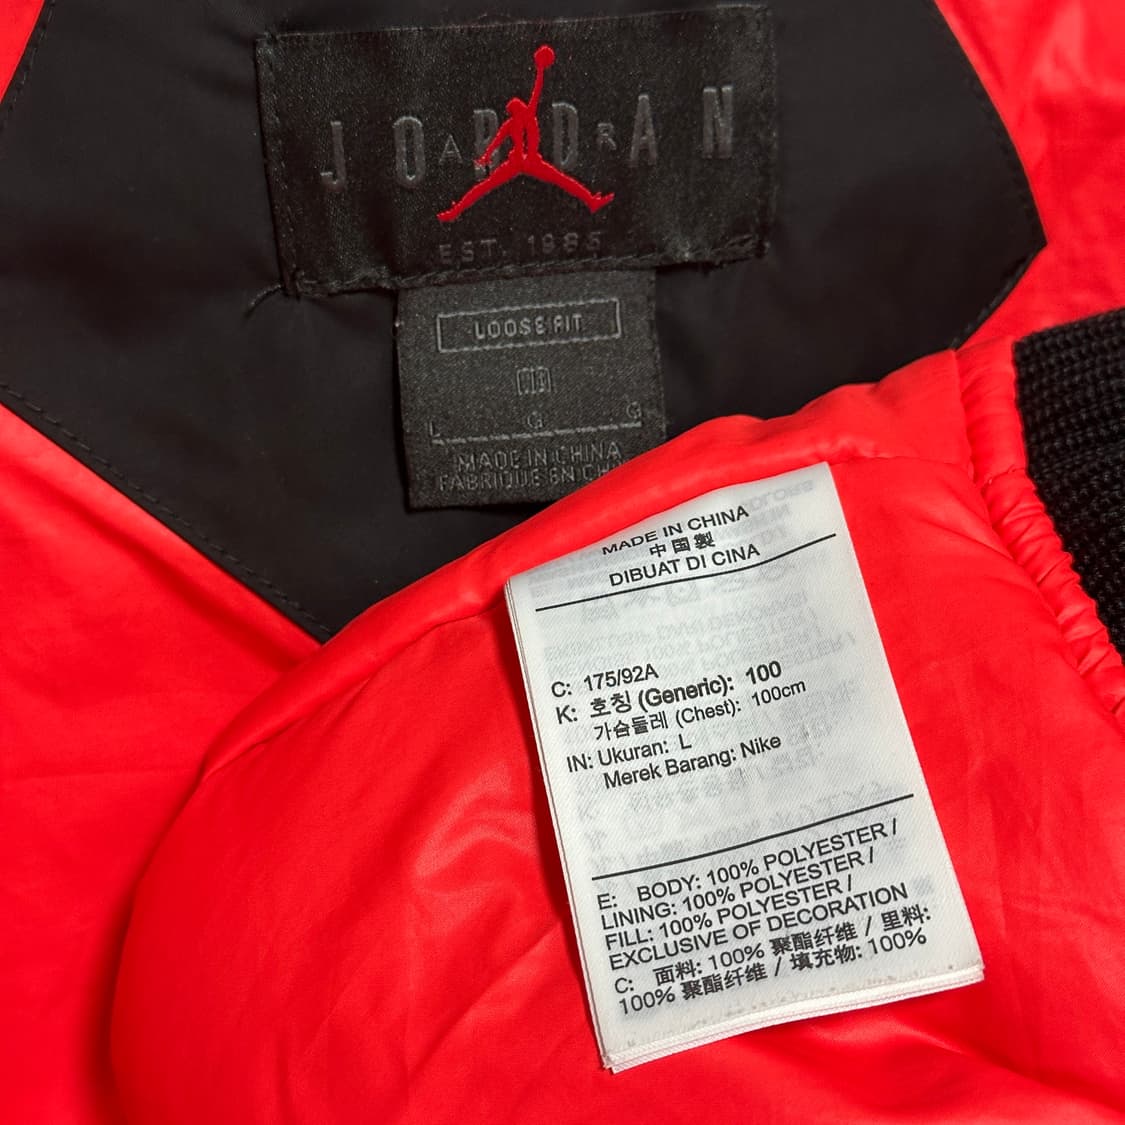 JORDAN
AIR
EST. 1985
LOOSE FIT
L G G
MADE IN CHINA
FABRIQUÉ EN
MADE IN CHINA
中国製
DIBUAT DI CINA
C: 175/92A
K: 호칭 (Generic): 100
가슴둘레 (Chest): 100cm
IN: Ukuran: L
Merek Barang: Nike
E: BODY: 100% POLYESTER /
LINING: 100% POLYESTER /
FILL: 100% POLYESTER /
EXCLUSIVE OF DECORATION
C: 面料: 100% 聚酯纤维 / 里料:
100% 聚酯纤维 / 填充物: 100%